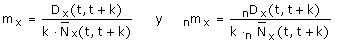 m_x = D_x(t, t+k) / (k · N̄_x(t, t+k))   y   _nm_x = _nD_x(t, t+k) / (k · _nN̄_x(t, t+k))